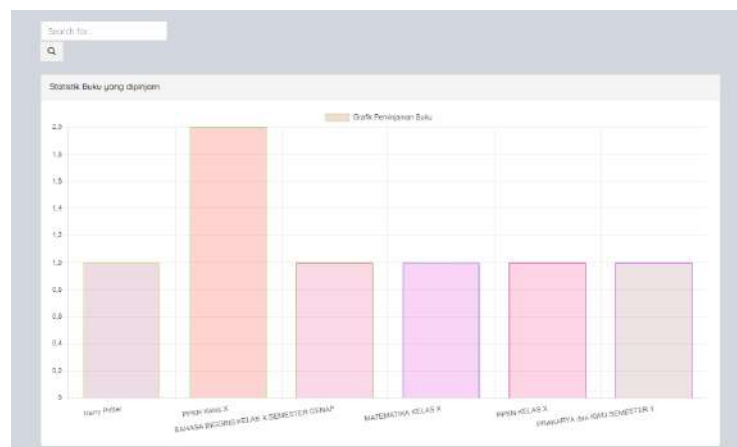 Search for...
Statistik Buku yang dipinjam
Grafik Peminjaman Buku
2,0
1,8
1,6
1,4
1,2
1,0
0,8
0,6
0,4
0,2
0
Harry Potter
PPKN Kelas X
BAHASA INGGRIS KELAS X SEMESTER GENAP
MATEMATIKA KELAS X
PPKN KELAS X
PRAKARYA SEMESTER 1